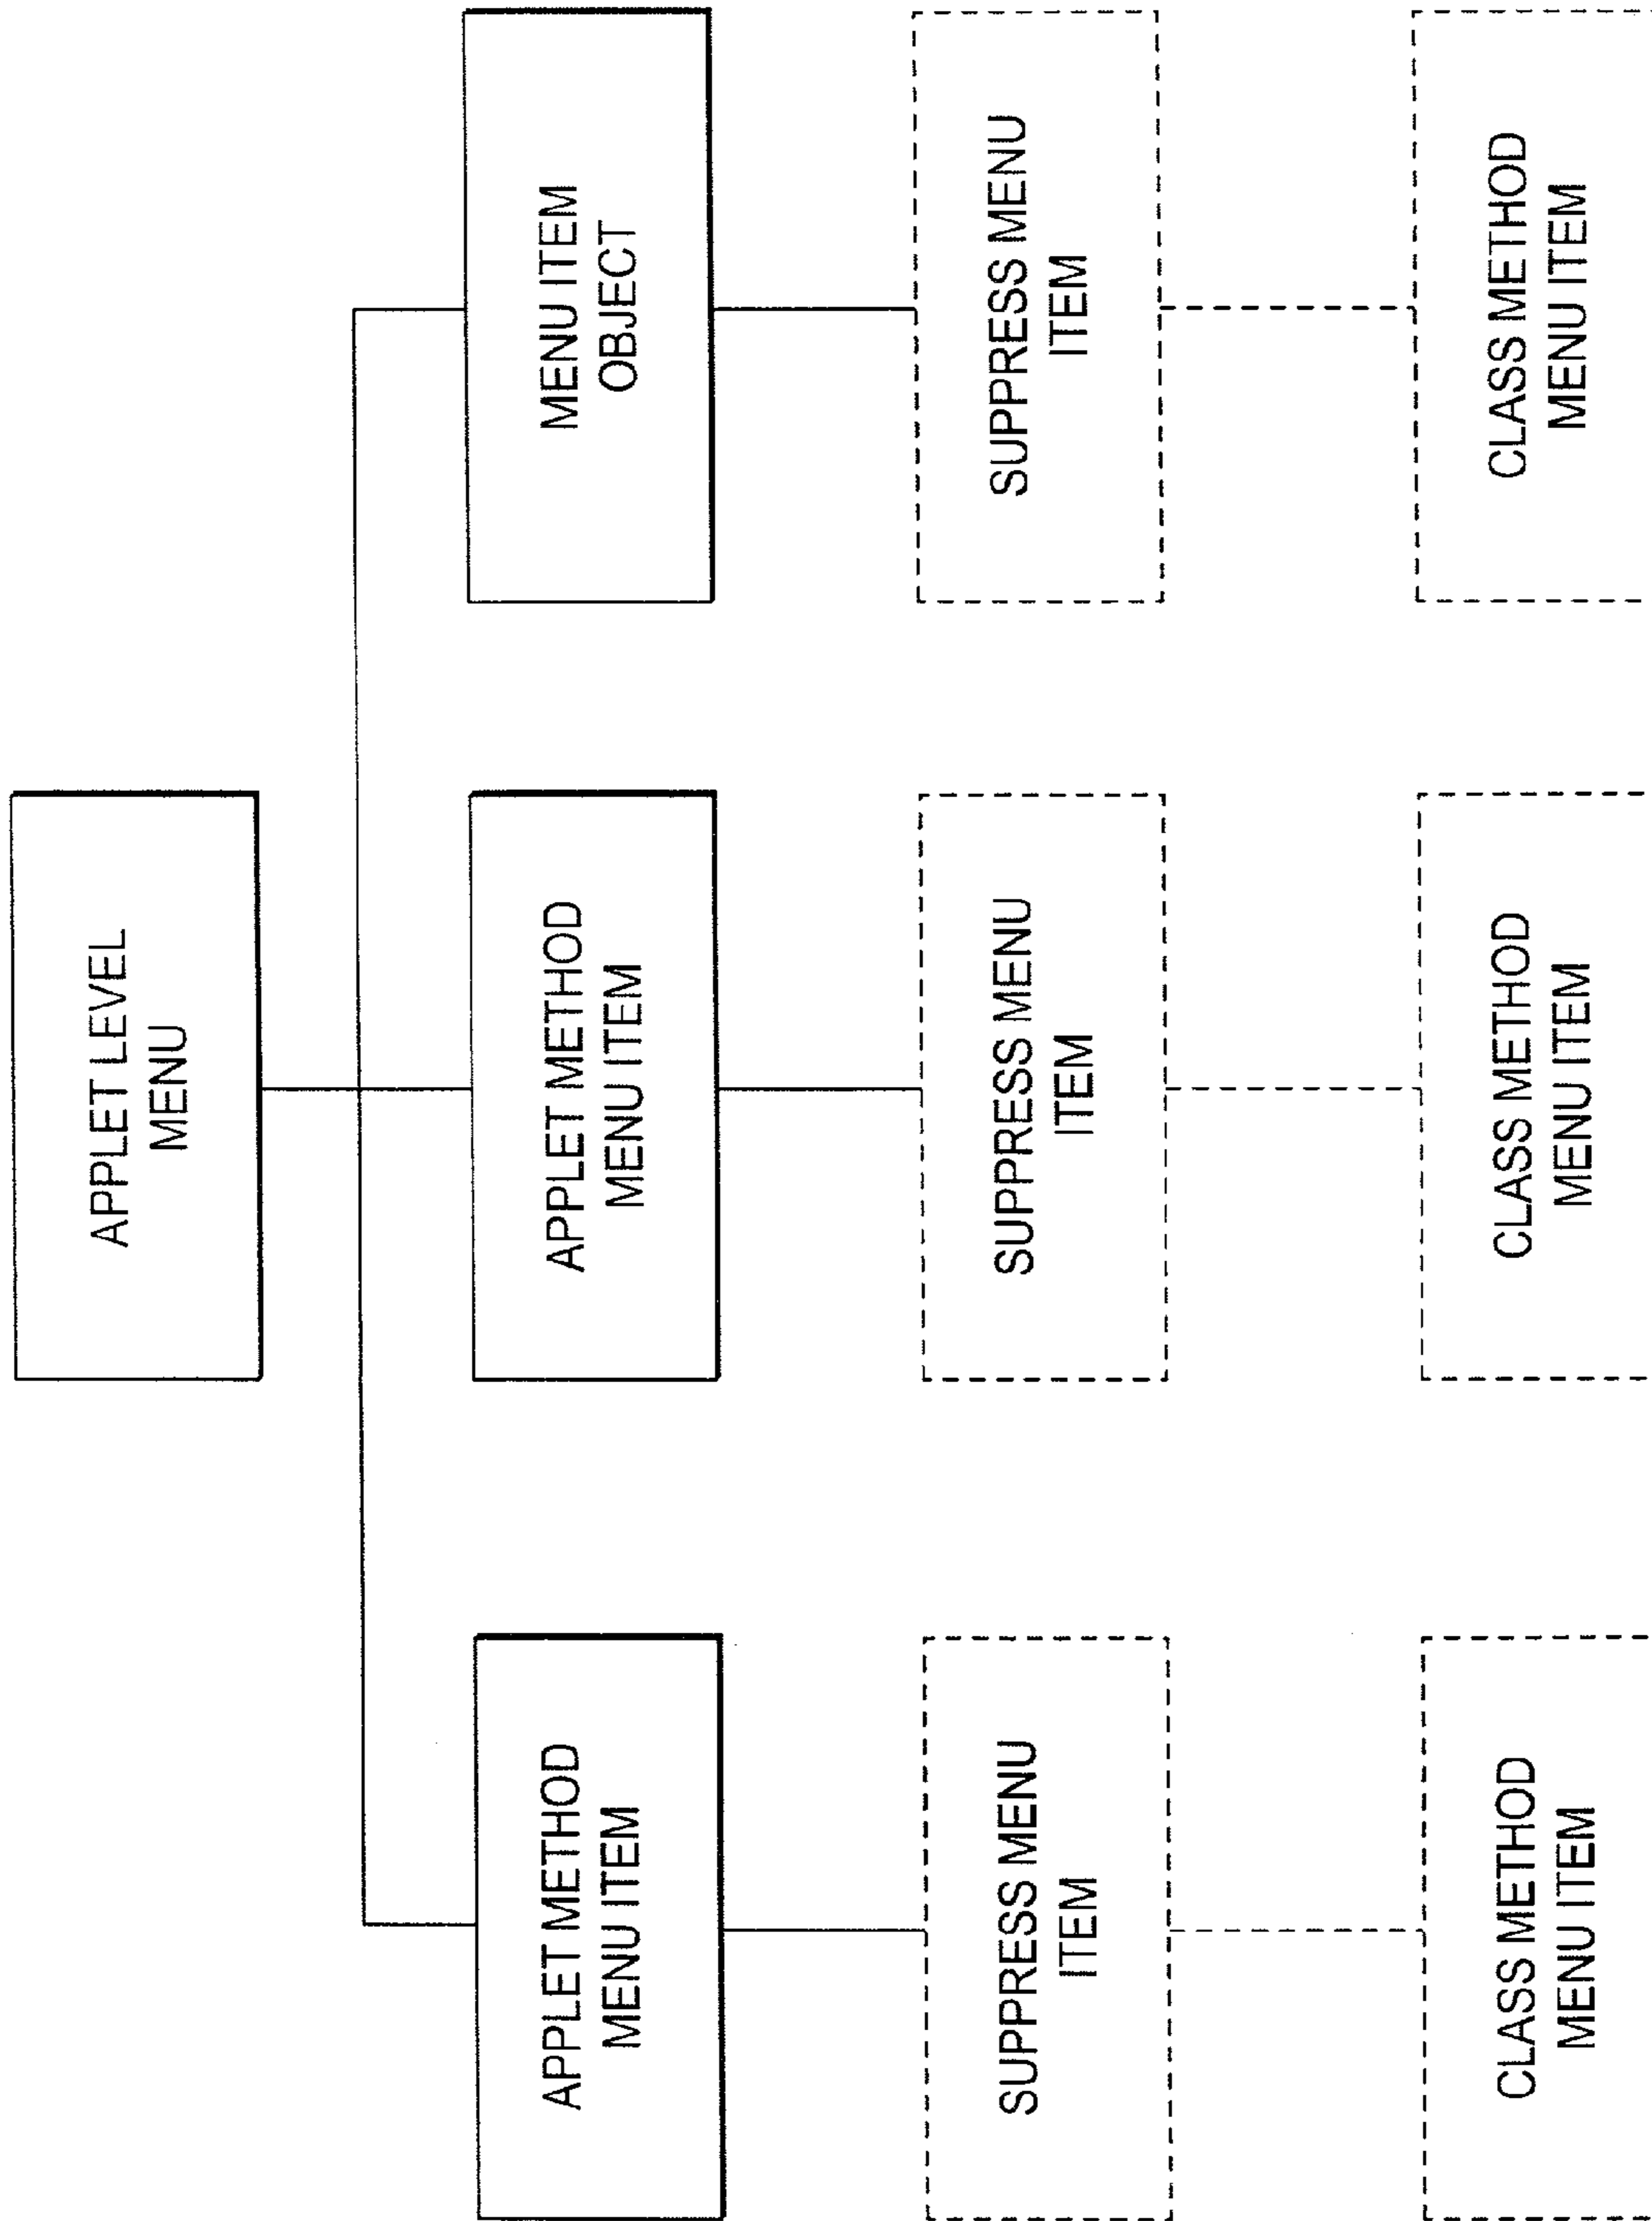 APPLET LEVEL
MENU
APPLET METHOD
MENU ITEM
APPLET METHOD
MENU ITEM
MENU ITEM
OBJECT
SUPPRESS MENU
ITEM
SUPPRESS MENU
ITEM
SUPPRESS MENU
ITEM
CLASS METHOD
MENU ITEM
CLASS METHOD
MENU ITEM
CLASS METHOD
MENU ITEM